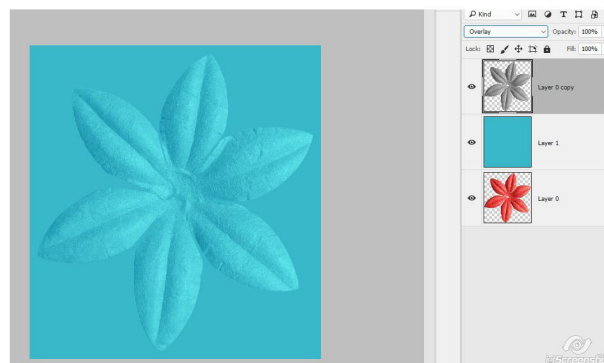 Kind
T
Overlay
Opacity: 100%
Lock:
Fill: 100%
Layer 0 copy
Layer 1
Layer 0